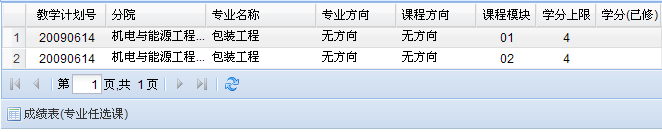 教学计划号 分院 专业名称 专业方向 课程方向 课程模块 学分上限 学分(已修)
1 20090614 机电与能源工程... 包装工程 无方向 无方向 01 4
2 20090614 机电与能源工程... 包装工程 无方向 无方向 02 4
第 1 页,共 1页
成绩表(专业任选课)